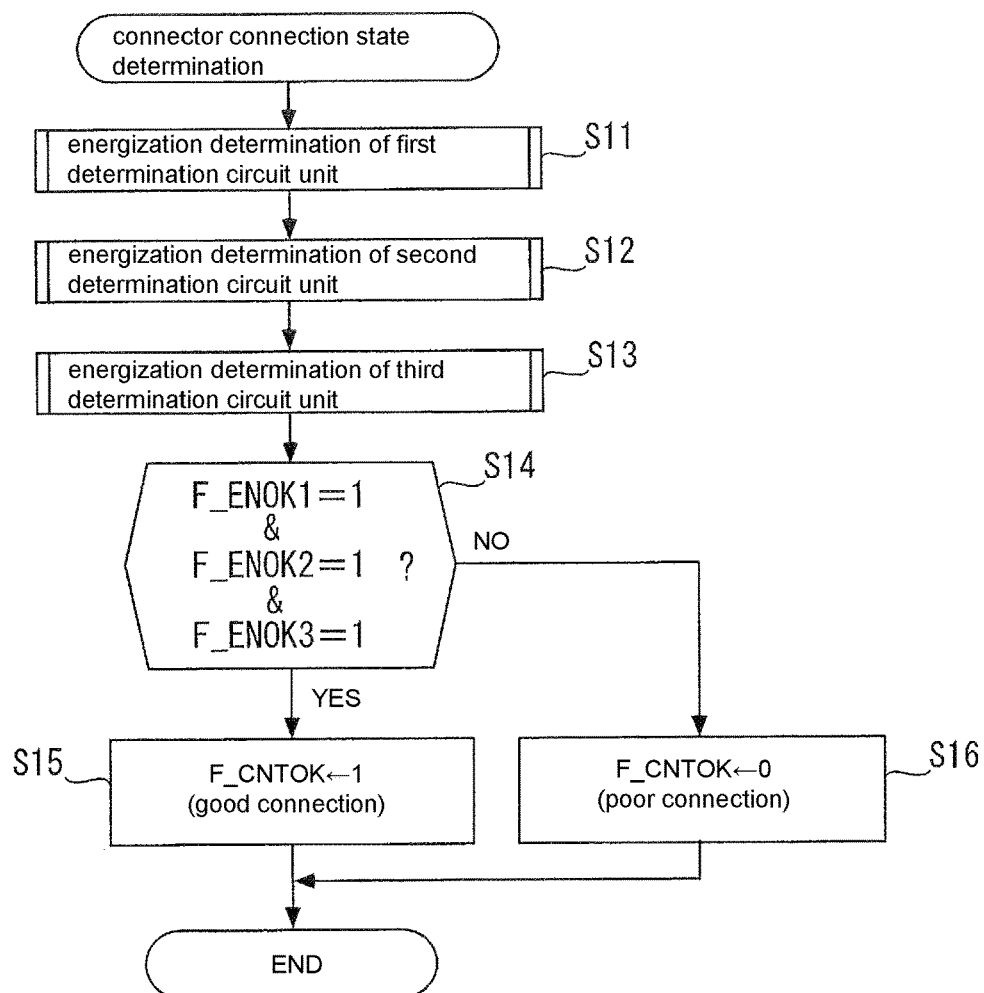 connector connection state
determination
energization determination of first
determination circuit unit
S11
energization determination of second
determination circuit unit
S12
energization determination of third
determination circuit unit
S13
S14
F_ENOK1=1
&
F_ENOK2=1 ?
&
F_ENOK3=1
NO
YES
S15
F_CNTOK←1
(good connection)
F_CNTOK←0
(poor connection)
S16
END